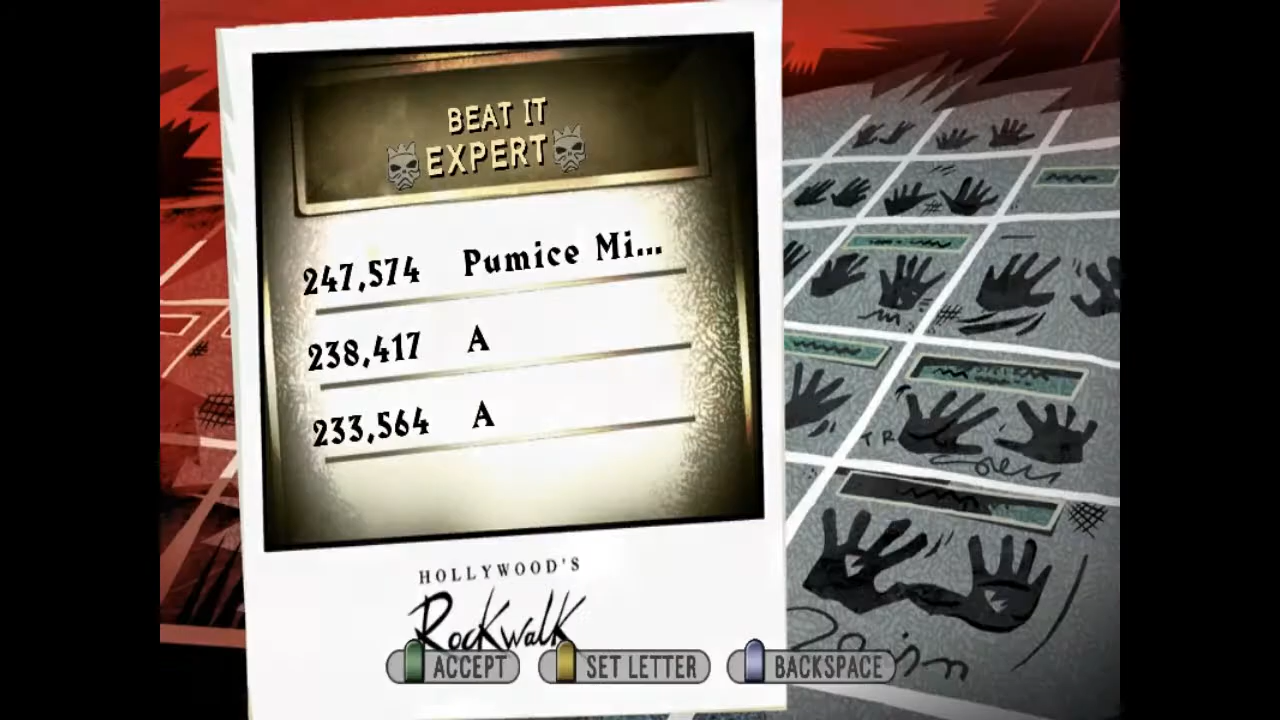 BEAT IT
EXPERT
247,574 Pumice Mi...
238,417 A
233,564 A
HOLLYWOOD'S
RockWalk
ACCEPT SET LETTER BACKSPACE